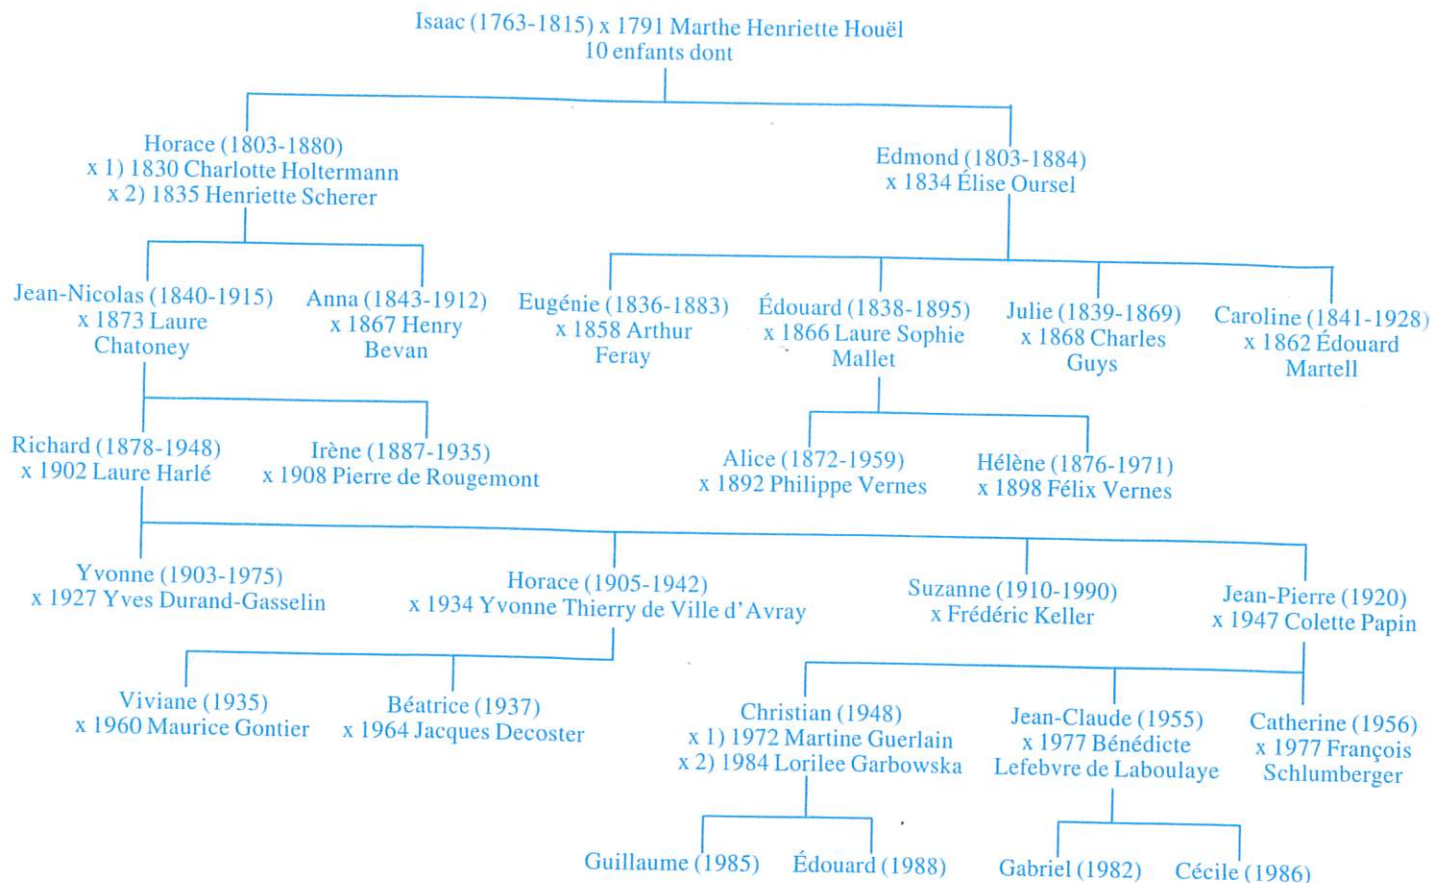 Isaac (1763-1815) x 1791 Marthe Henriette Houël
10 enfants dont
Horace (1803-1880)
x 1) 1830 Charlotte Holtermann
x 2) 1835 Henriette Scherer
Edmond (1803-1884)
x 1834 Élise Oursel
Jean-Nicolas (1840-1915)
x 1873 Laure
Chatoney
Anna (1843-1912)
x 1867 Henry
Bevan
Eugénie (1836-1883)
x 1858 Arthur
Feray
Édouard (1838-1895)
x 1866 Laure Sophie
Mallet
Julie (1839-1869)
x 1868 Charles
Guys
Caroline (1841-1928)
x 1862 Édouard
Martell
Richard (1878-1948)
x 1902 Laure Harlé
Irène (1887-1935)
x 1908 Pierre de Rougemont
Alice (1872-1959)
x 1892 Philippe Vernes
Hélène (1876-1971)
x 1898 Félix Vernes
Yvonne (1903-1975)
x 1927 Yves Durand-Gasselin
Horace (1905-1942)
x 1934 Yvonne Thierry de Ville d'Avray
Suzanne (1910-1990)
x Frédéric Keller
Jean-Pierre (1920)
x 1947 Colette Papin
Viviane (1935)
x 1960 Maurice Gontier
Béatrice (1937)
x 1964 Jacques Decoster
Christian (1948)
x 1) 1972 Martine Guerlain
x 2) 1984 Lorilee Garbowska
Jean-Claude (1955)
x 1977 Bénédicte
Lefebvre de Laboulaye
Catherine (1956)
x 1977 François
Schlumberger
Guillaume (1985)
Édouard (1988)
Gabriel (1982)
Cécile (1986)